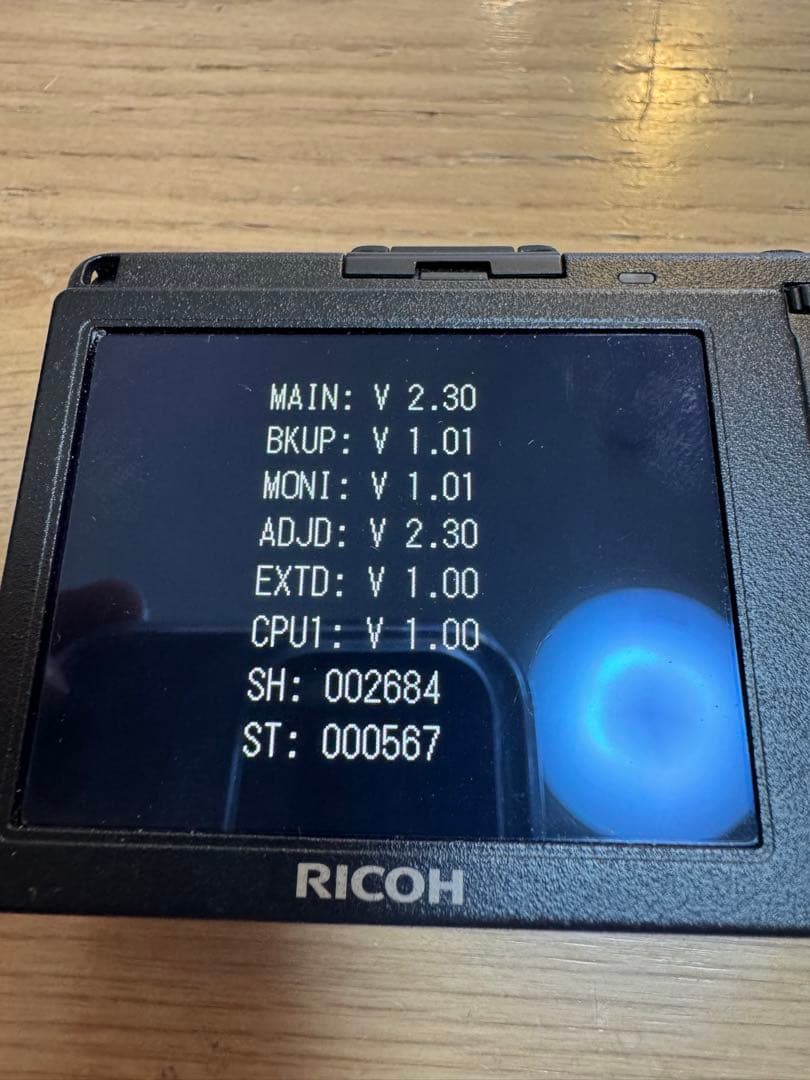 MAIN: V 2.30
BKUP: V 1.01
MONI: V 1.01
ADJD: V 2.30
EXTD: V 1.00
CPU1: V 1.00
SH: 002684
ST: 000567
RICOH